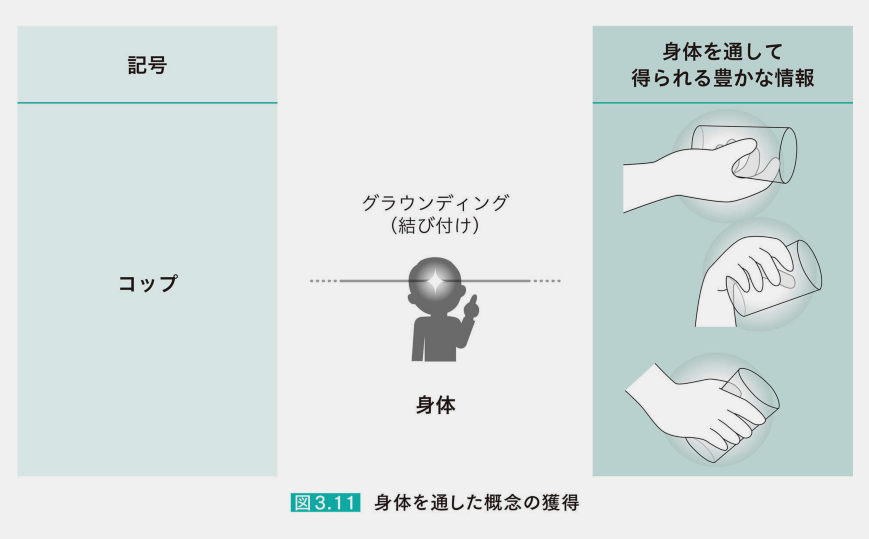 記号
身体を通して
得られる豊かな情報
グラウンディング
（結び付け）
コップ
身体
図3.11 身体を通した概念の獲得